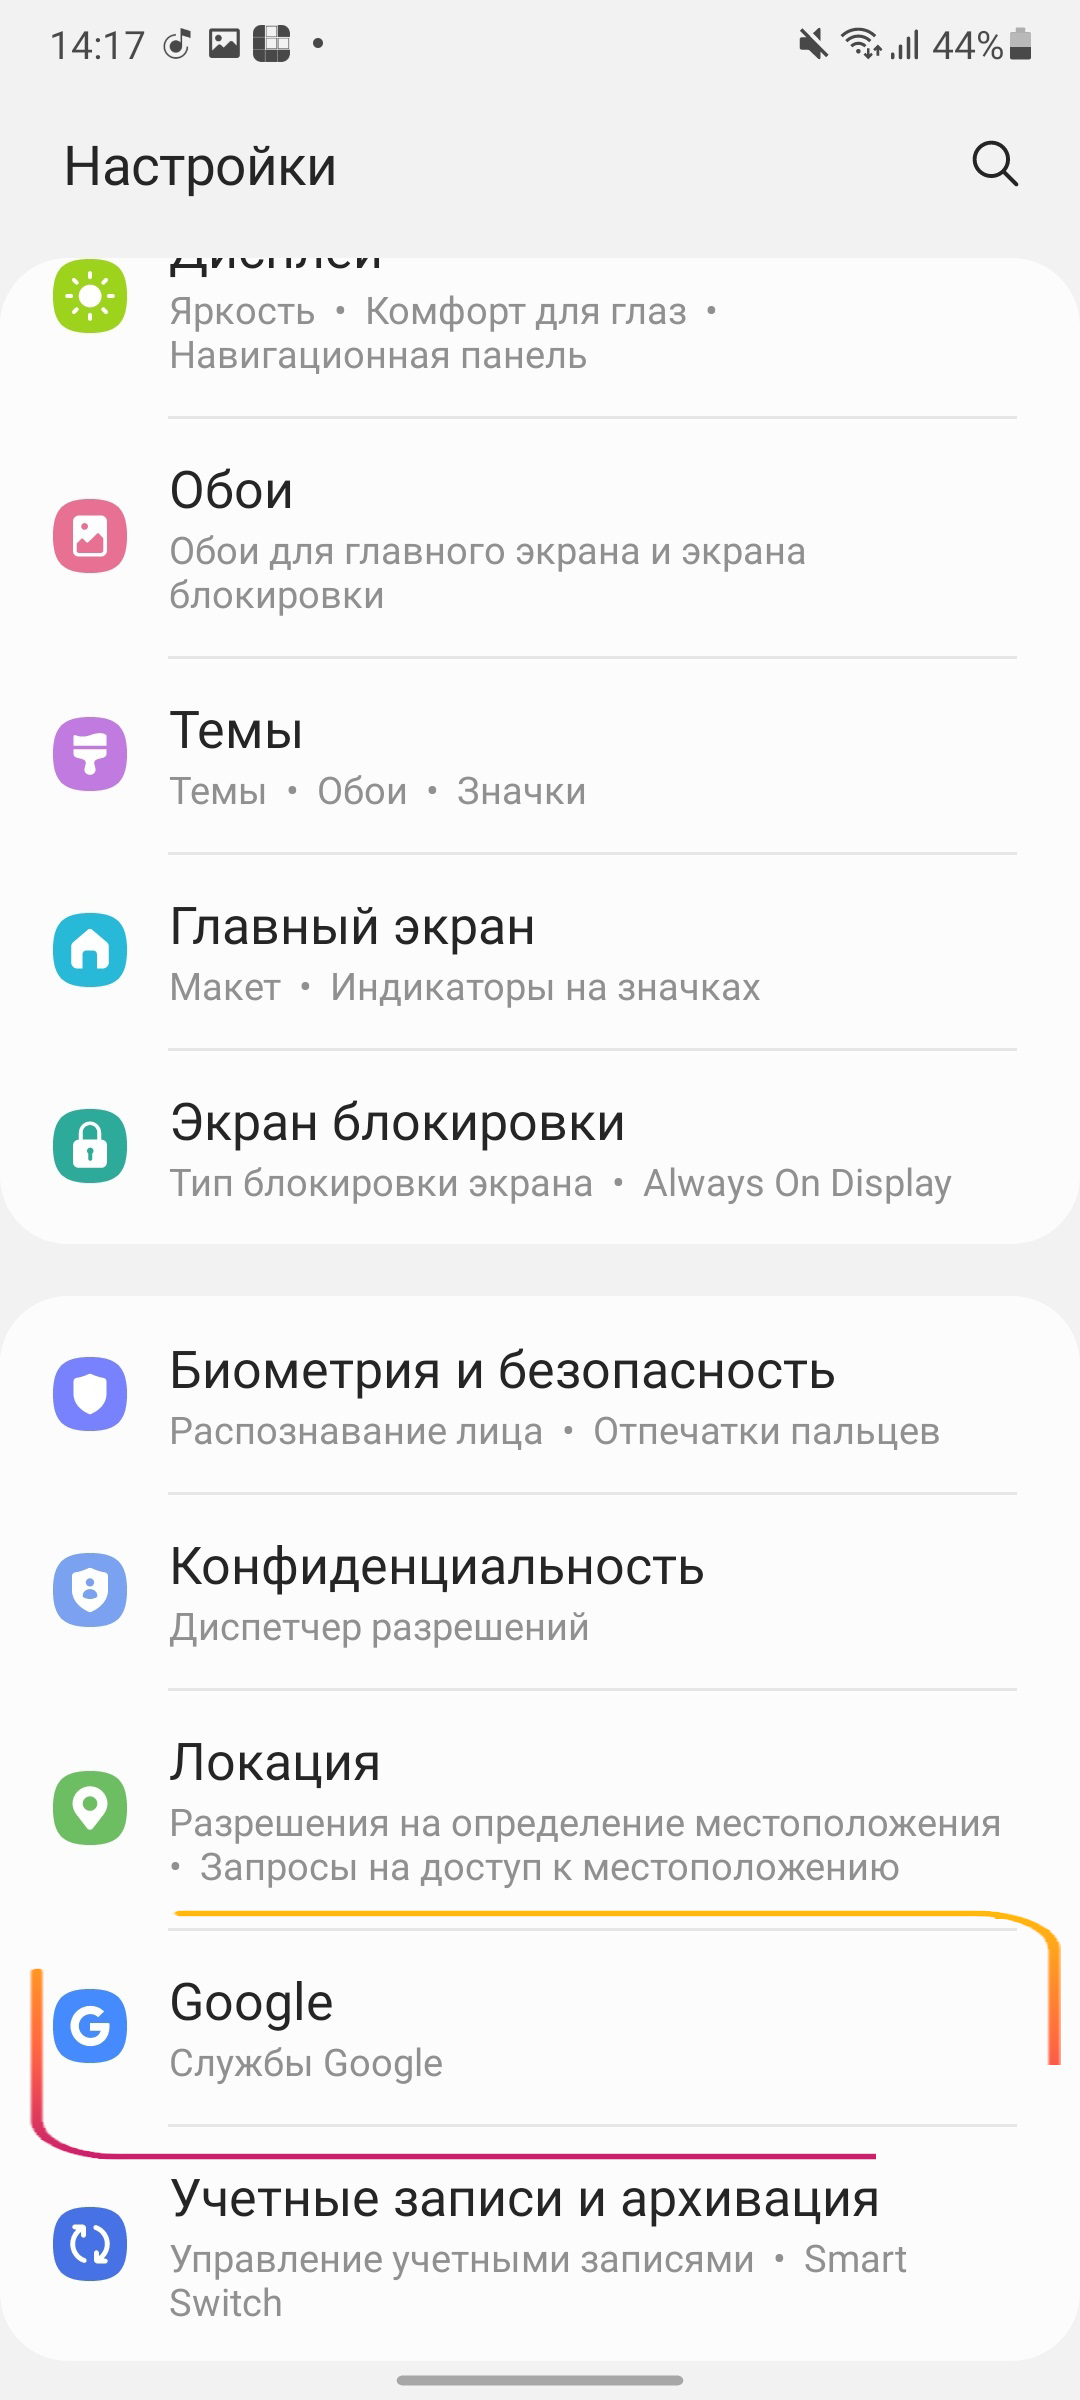 14:17
44%
Настройки
Дисплей
Яркость • Комфорт для глаз •
Навигационная панель
Обои
Обои для главного экрана и экрана
блокировки
Темы
Темы • Обои • Значки
Главный экран
Макет • Индикаторы на значках
Экран блокировки
Тип блокировки экрана • Always On Display
Биометрия и безопасность
Распознавание лица • Отпечатки пальцев
Конфиденциальность
Диспетчер разрешений
Локация
Разрешения на определение местоположения
• Запросы на доступ к местоположению
Google
Службы Google
Учетные записи и архивация
Управление учетными записями • Smart
Switch